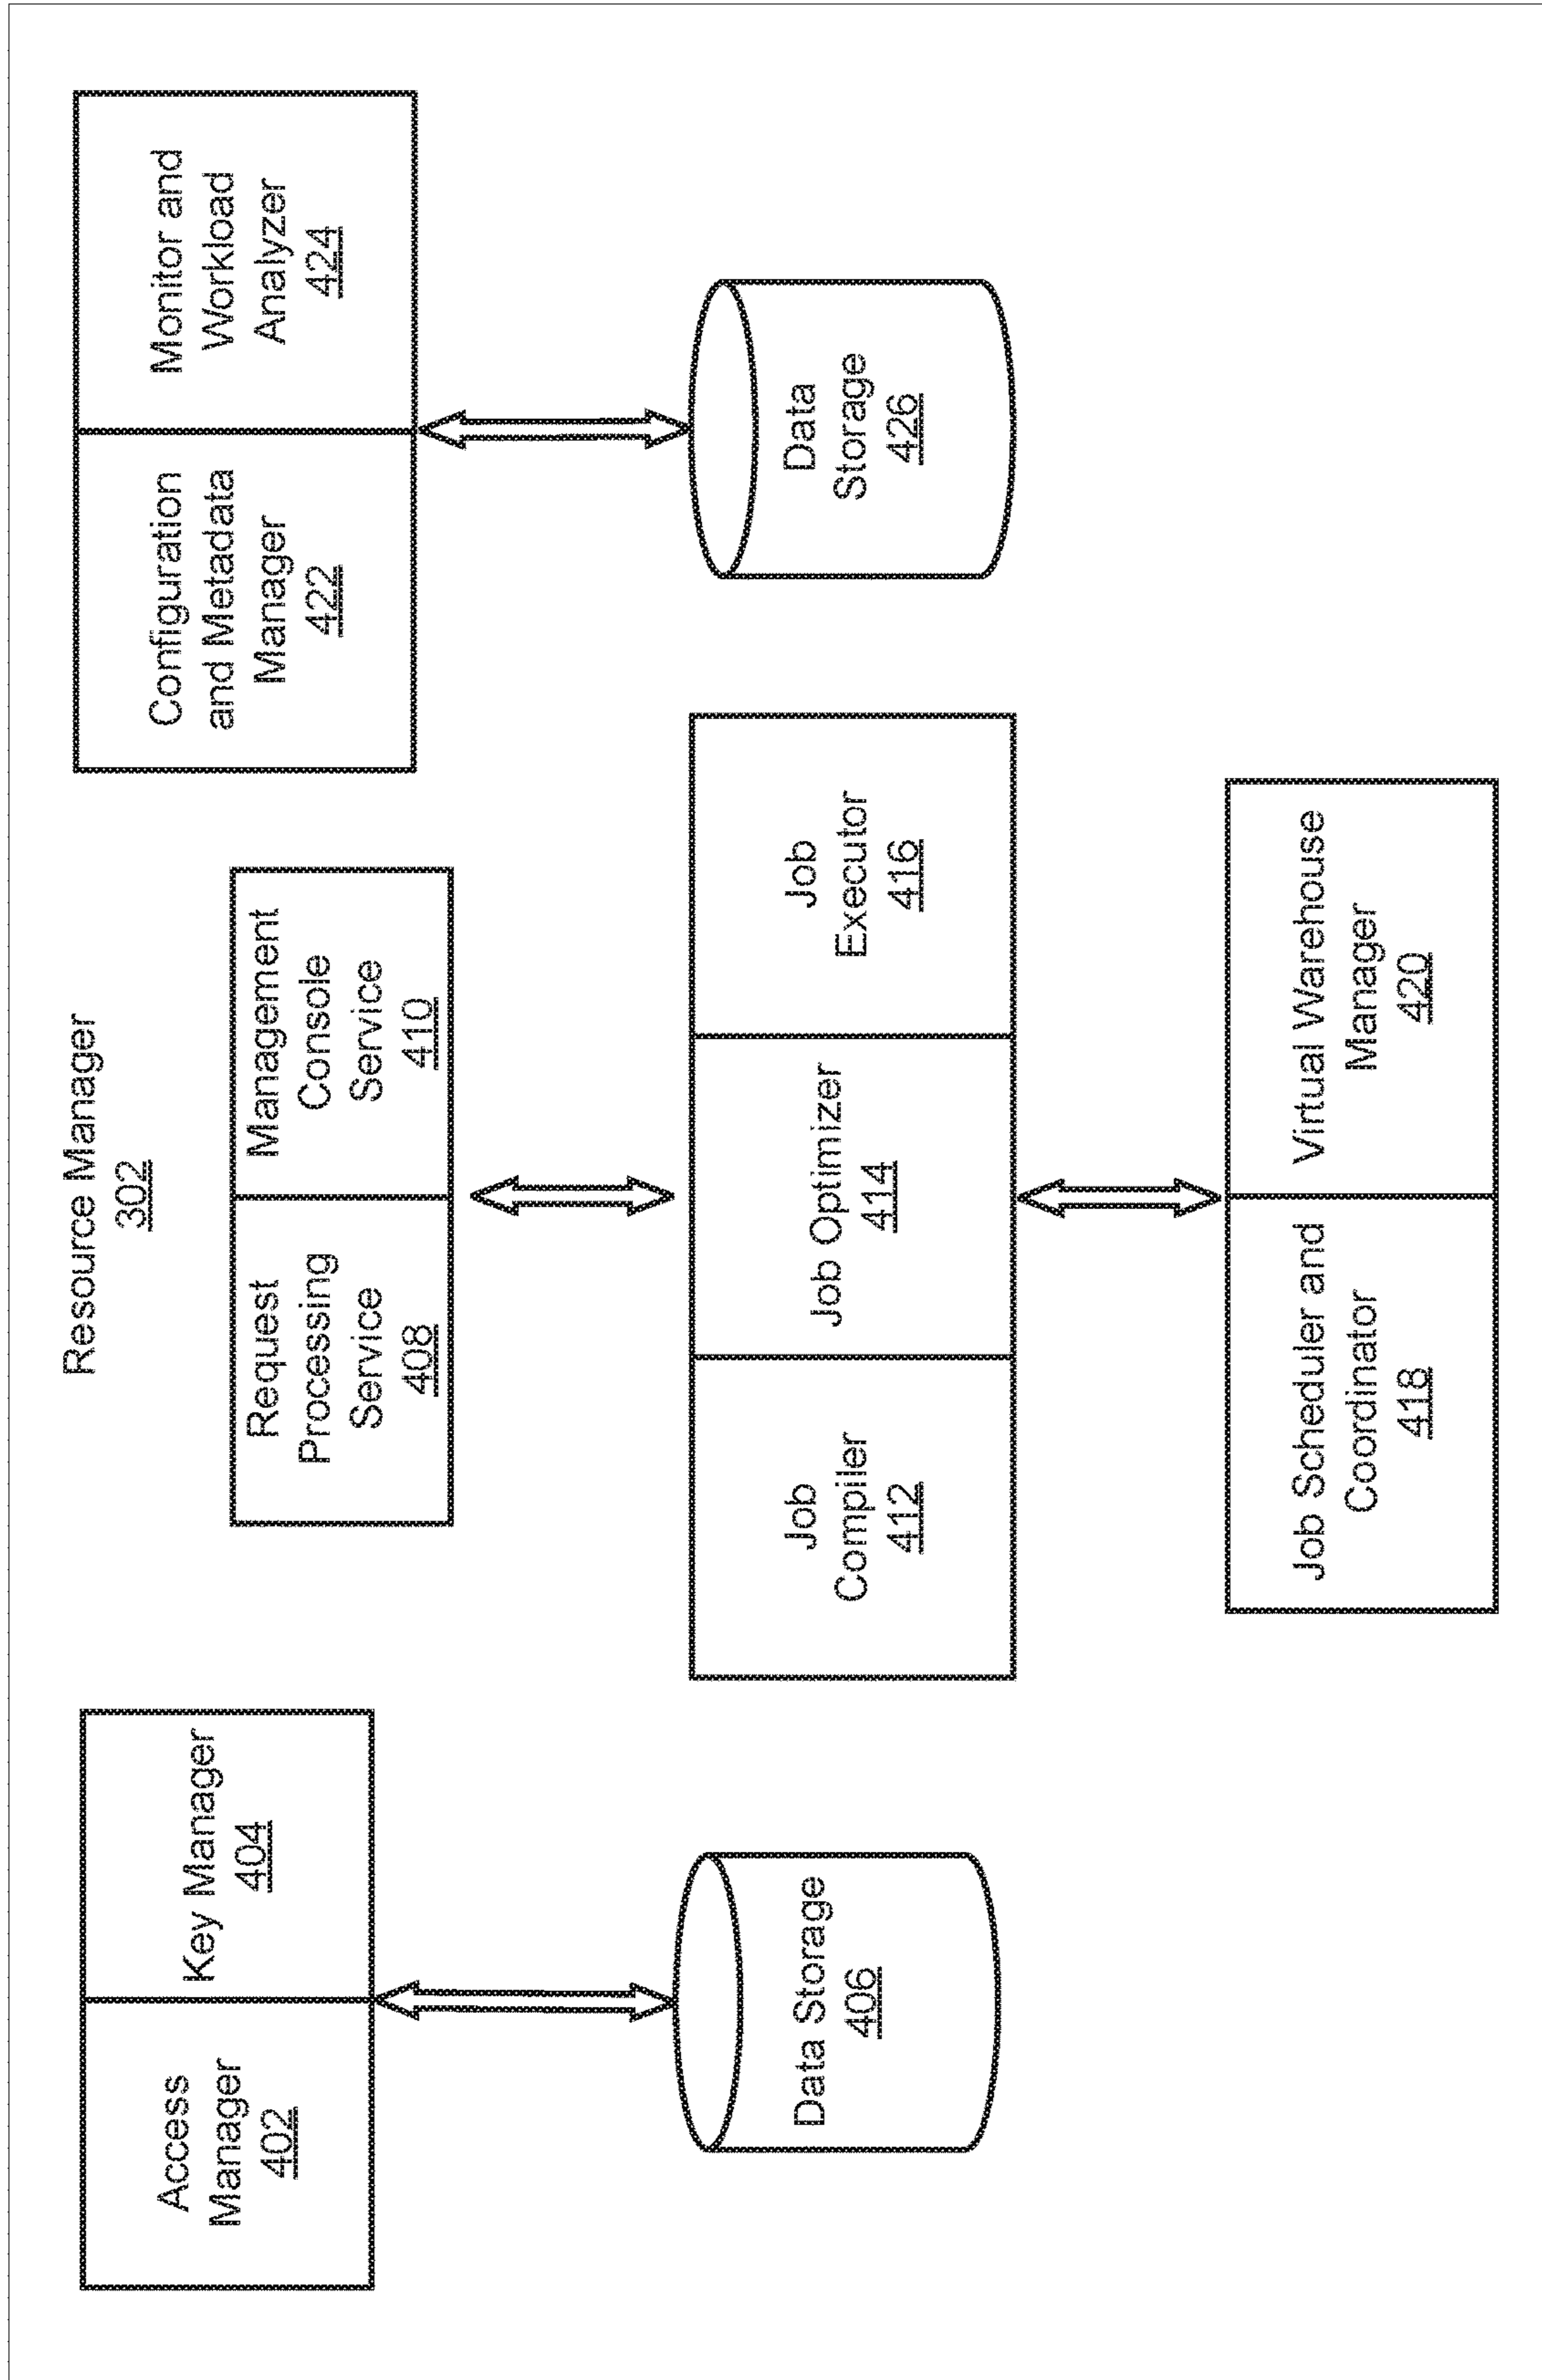 Resource Manager
302
Access
Manager
402
Key Manager
404
Data Storage
406
Request
Processing
Service
408
Management
Console
Service
410
Job
Compiler
412
Job Optimizer
414
Job
Executor
416
Job Scheduler and
Coordinator
418
Virtual Warehouse
Manager
420
Configuration
and Metadata
Manager
422
Monitor and
Workload
Analyzer
424
Data
Storage
426